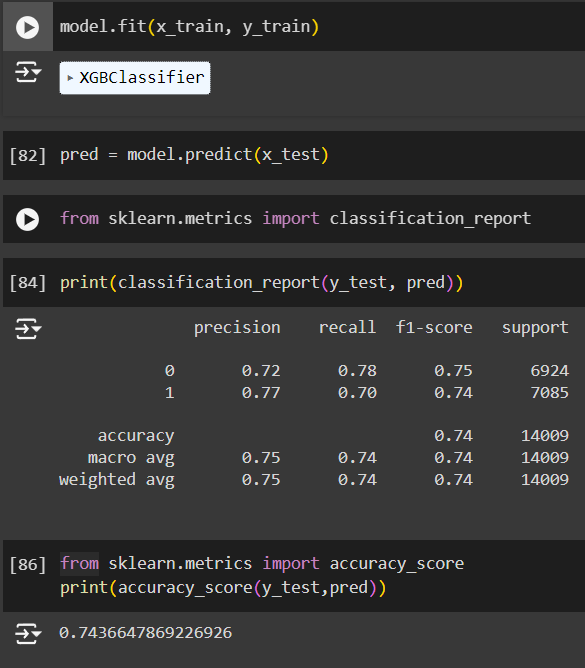 model.fit(x_train, y_train)
▸ XGBClassifier
[82] pred = model.predict(x_test)
from sklearn.metrics import classification_report
[84] print(classification_report(y_test, pred))
precision recall f1-score support
0 0.72 0.78 0.75 6924
1 0.77 0.70 0.74 7085
accuracy 0.74 14009
macro avg 0.75 0.74 0.74 14009
weighted avg 0.75 0.74 0.74 14009
[86] from sklearn.metrics import accuracy_score
print(accuracy_score(y_test,pred))
0.7436647869226926